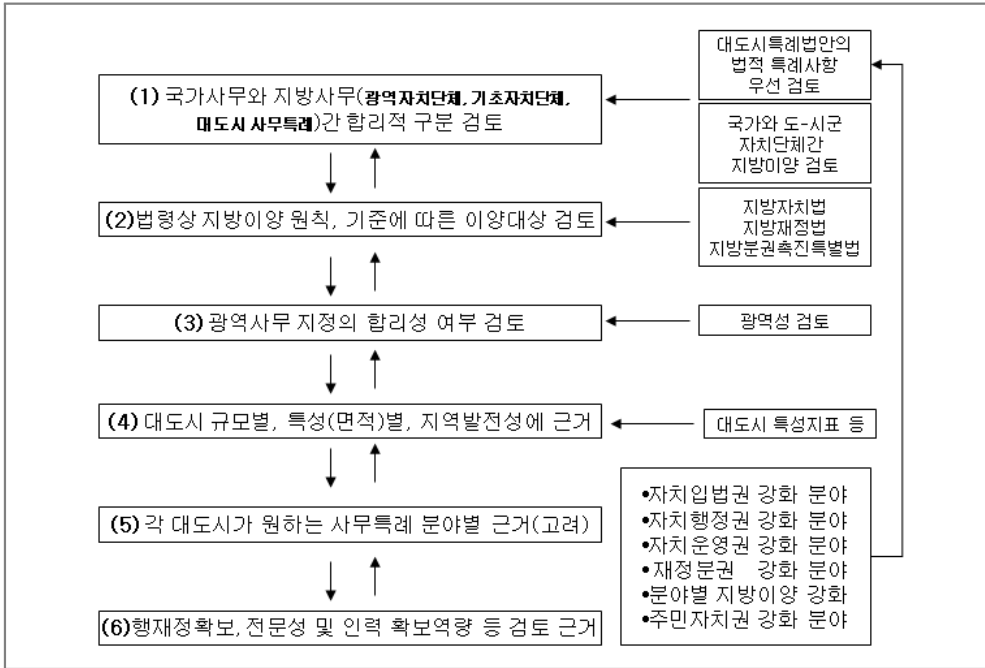 (1) 국가사무와 지방사무(광역자치단체, 기초자치단체,
대도시 사무특례)간 합리적 구분 검토
대도시특례법안의
법적 특례사항
우선 검토
국가와 도-시군
자치단체간
지방이양 검토
(2)법령상 지방이양 원칙, 기준에 따른 이양대상 검토
지방자치법
지방재정법
지방분권촉진특별법
(3) 광역사무 지정의 합리성 여부 검토
광역성 검토
(4) 대도시 규모별, 특성(면적)별, 지역발전성에 근거
대도시 특성지표 등
(5) 각 대도시가 원하는 사무특례 분야별 근거(고려)
(6)행재정확보, 전문성 및 인력 확보역량 등 검토 근거
•자치입법권 강화 분야
•자치행정권 강화 분야
•자치운영권 강화 분야
•재정분권 강화 분야
•분야별 지방이양 강화
•주민자치권 강화 분야